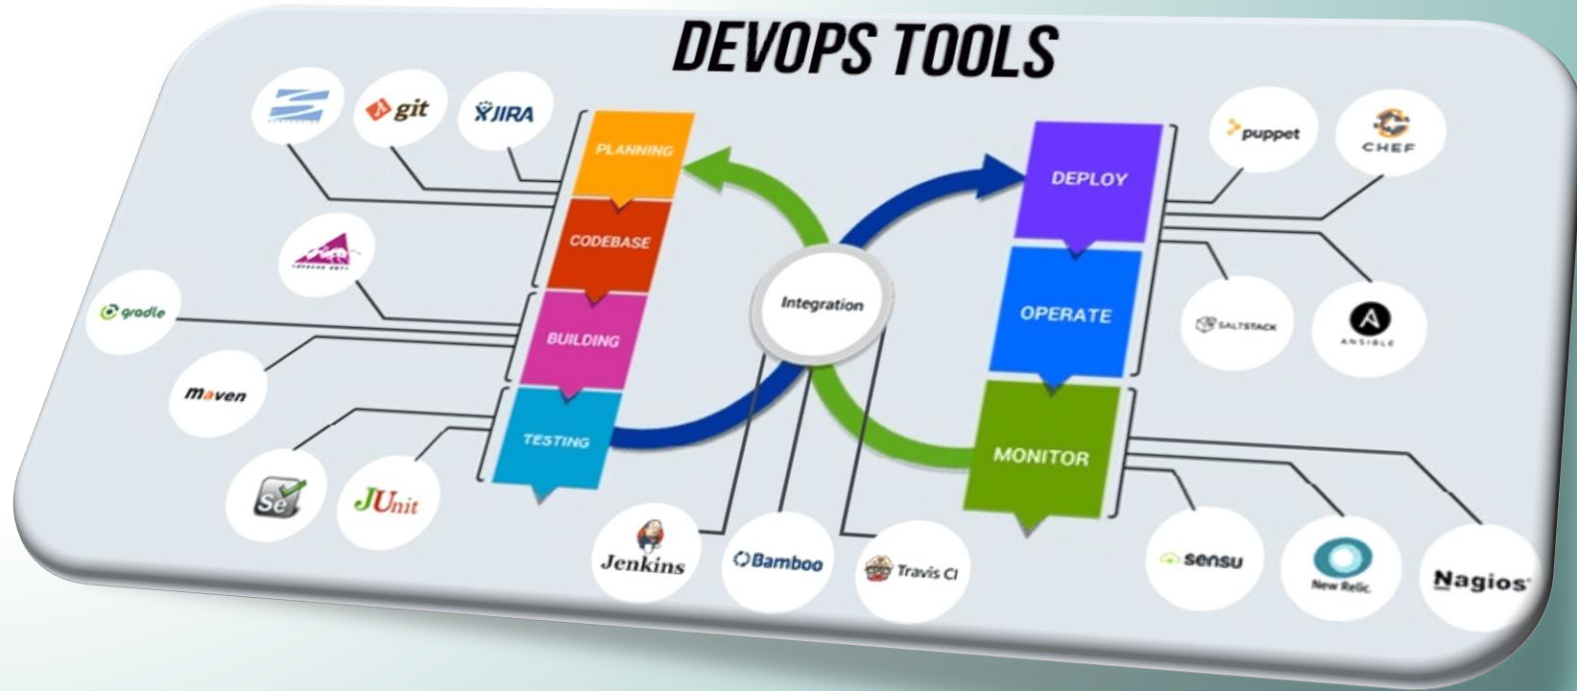 DEVOPS TOOLS
git
JIRA
PLANNING
CODEBASE
BUILDING
TESTING
gradle
maven
Se
JUnit
Integration
Jenkins
Bamboo
Travis CI
DEPLOY
OPERATE
MONITOR
puppet
CHEF
SALTSTACK
A
ANSIBLE
sensu
New Relic.
Nagios